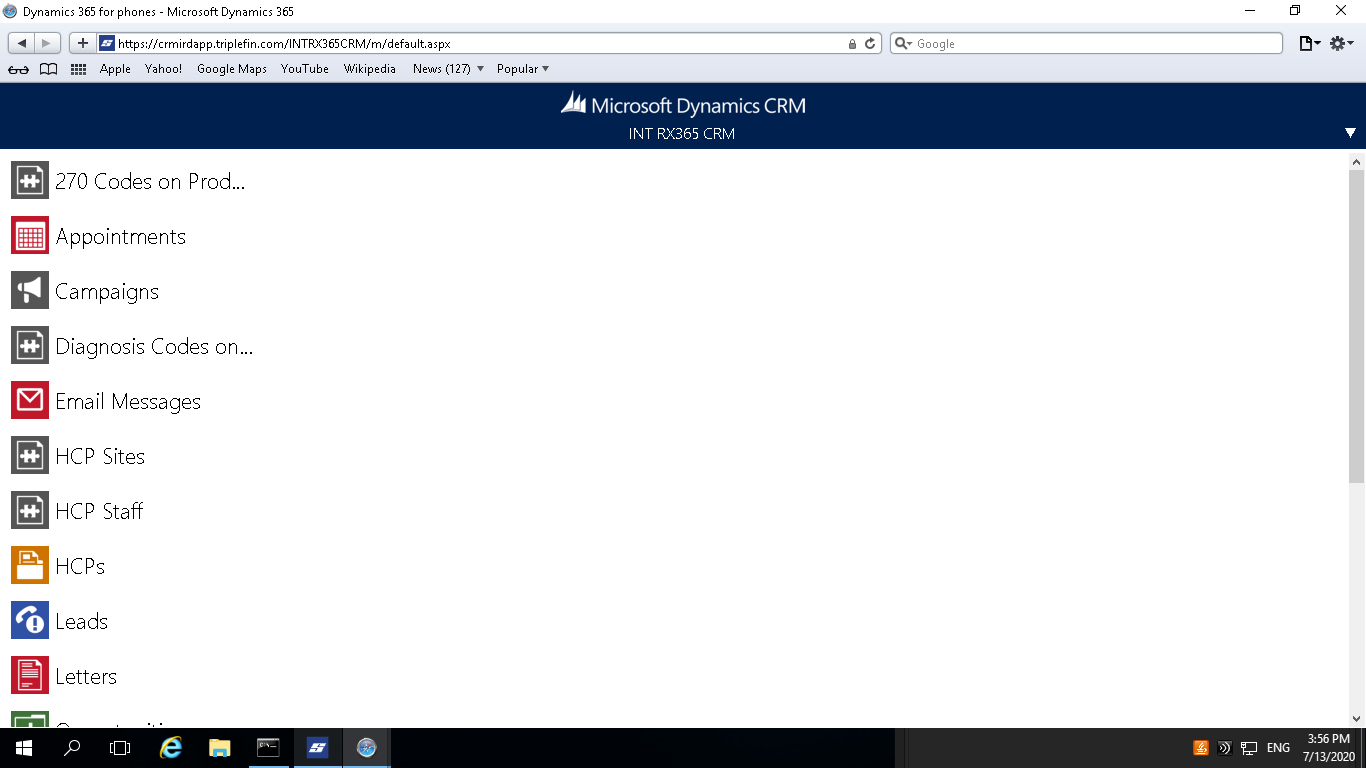 Dynamics 365 for phones - Microsoft Dynamics 365
https://crmirdapp.triplefin.com/INTRX365CRM/m/default.aspx
Google
Apple Yahoo! Google Maps YouTube Wikipedia News (127) Popular
Microsoft Dynamics CRM
INT RX365 CRM
270 Codes on Prod...
Appointments
Campaigns
Diagnosis Codes on...
Email Messages
HCP Sites
HCP Staff
HCPs
Leads
Letters
ENG
3:56 PM
7/13/2020